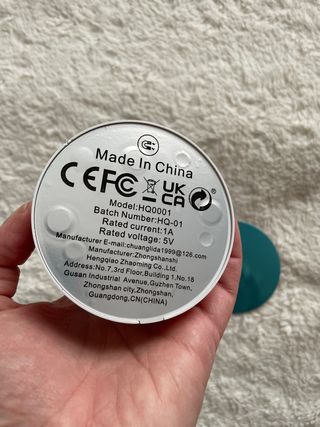 Made In China
CE FC UK CA ®
Model:HQ0001
Batch Number:HQ-01
Rated current:1A
Rated voltage:5V
Manufacturer E-mail:chuanglida1999@126.com
Manufacturer:Zhongshanshi
Hengqiao Zhaoming Co.,Ltd.
Address:No.7,3rd Floor,Building 1,No.18
Gusan Industrial Avenue,Guzhen Town,
Zhongshan city,Zhongshan,
Guangdong,CN(CHINA)